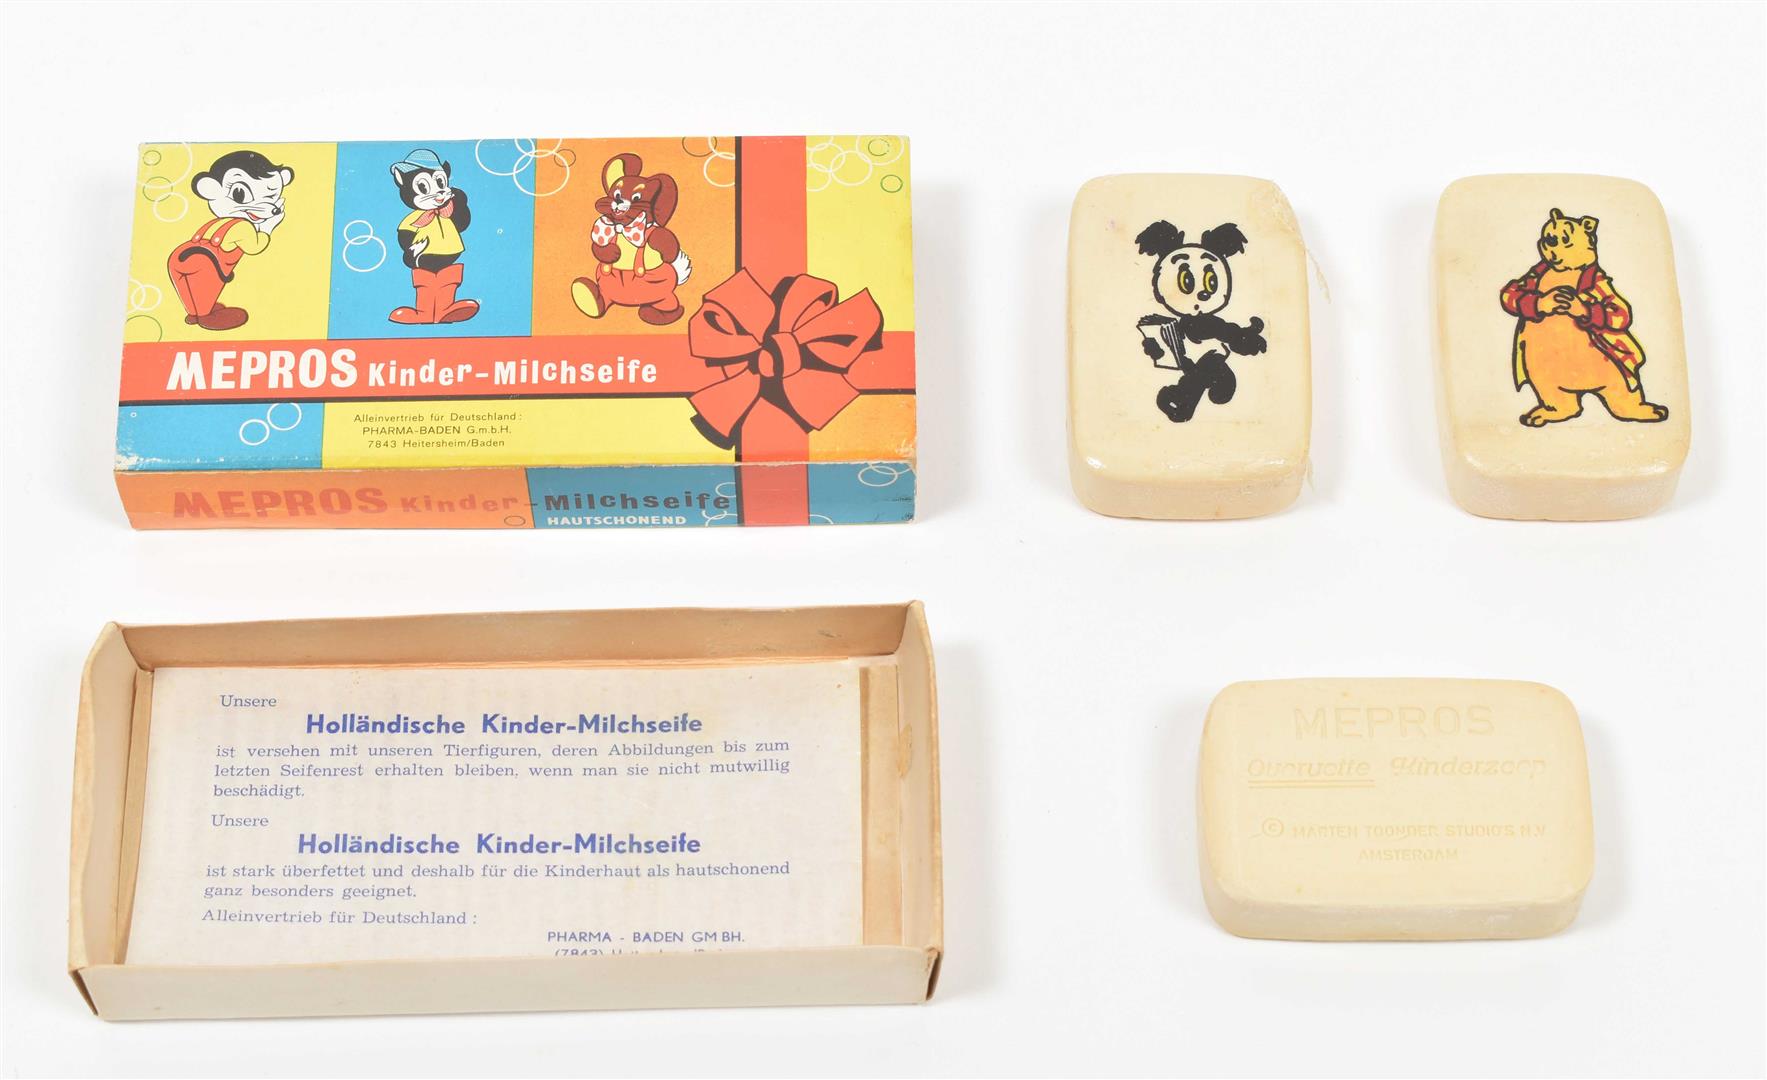 MEPROS Kinder-Milchseife
Alleinvertrieb für Deutschland:
PHARMA-BADEN G.m.b.H.
7843 Heitersheim/Baden
MEPROS Kinder-Milchseife
HAUTSCHONEND
Unsere
Holländische Kinder-Milchseife
ist versehen mit unseren Tierfiguren, deren Abbildungen bis zum
letzten Seifenrest erhalten bleiben, wenn man sie nicht mutwillig
beschädigt.
Unsere
Holländische Kinder-Milchseife
ist stark überfettet und deshalb für die Kinderhaut als hautschonend
ganz besonders geeignet.
Alleinvertrieb für Deutschland :
PHARMA - BADEN GMBH.
(7843)
MEPROS
Kinderzeep
© MARTEN TOONDER STUDIO'S N.V.
AMSTERDAM